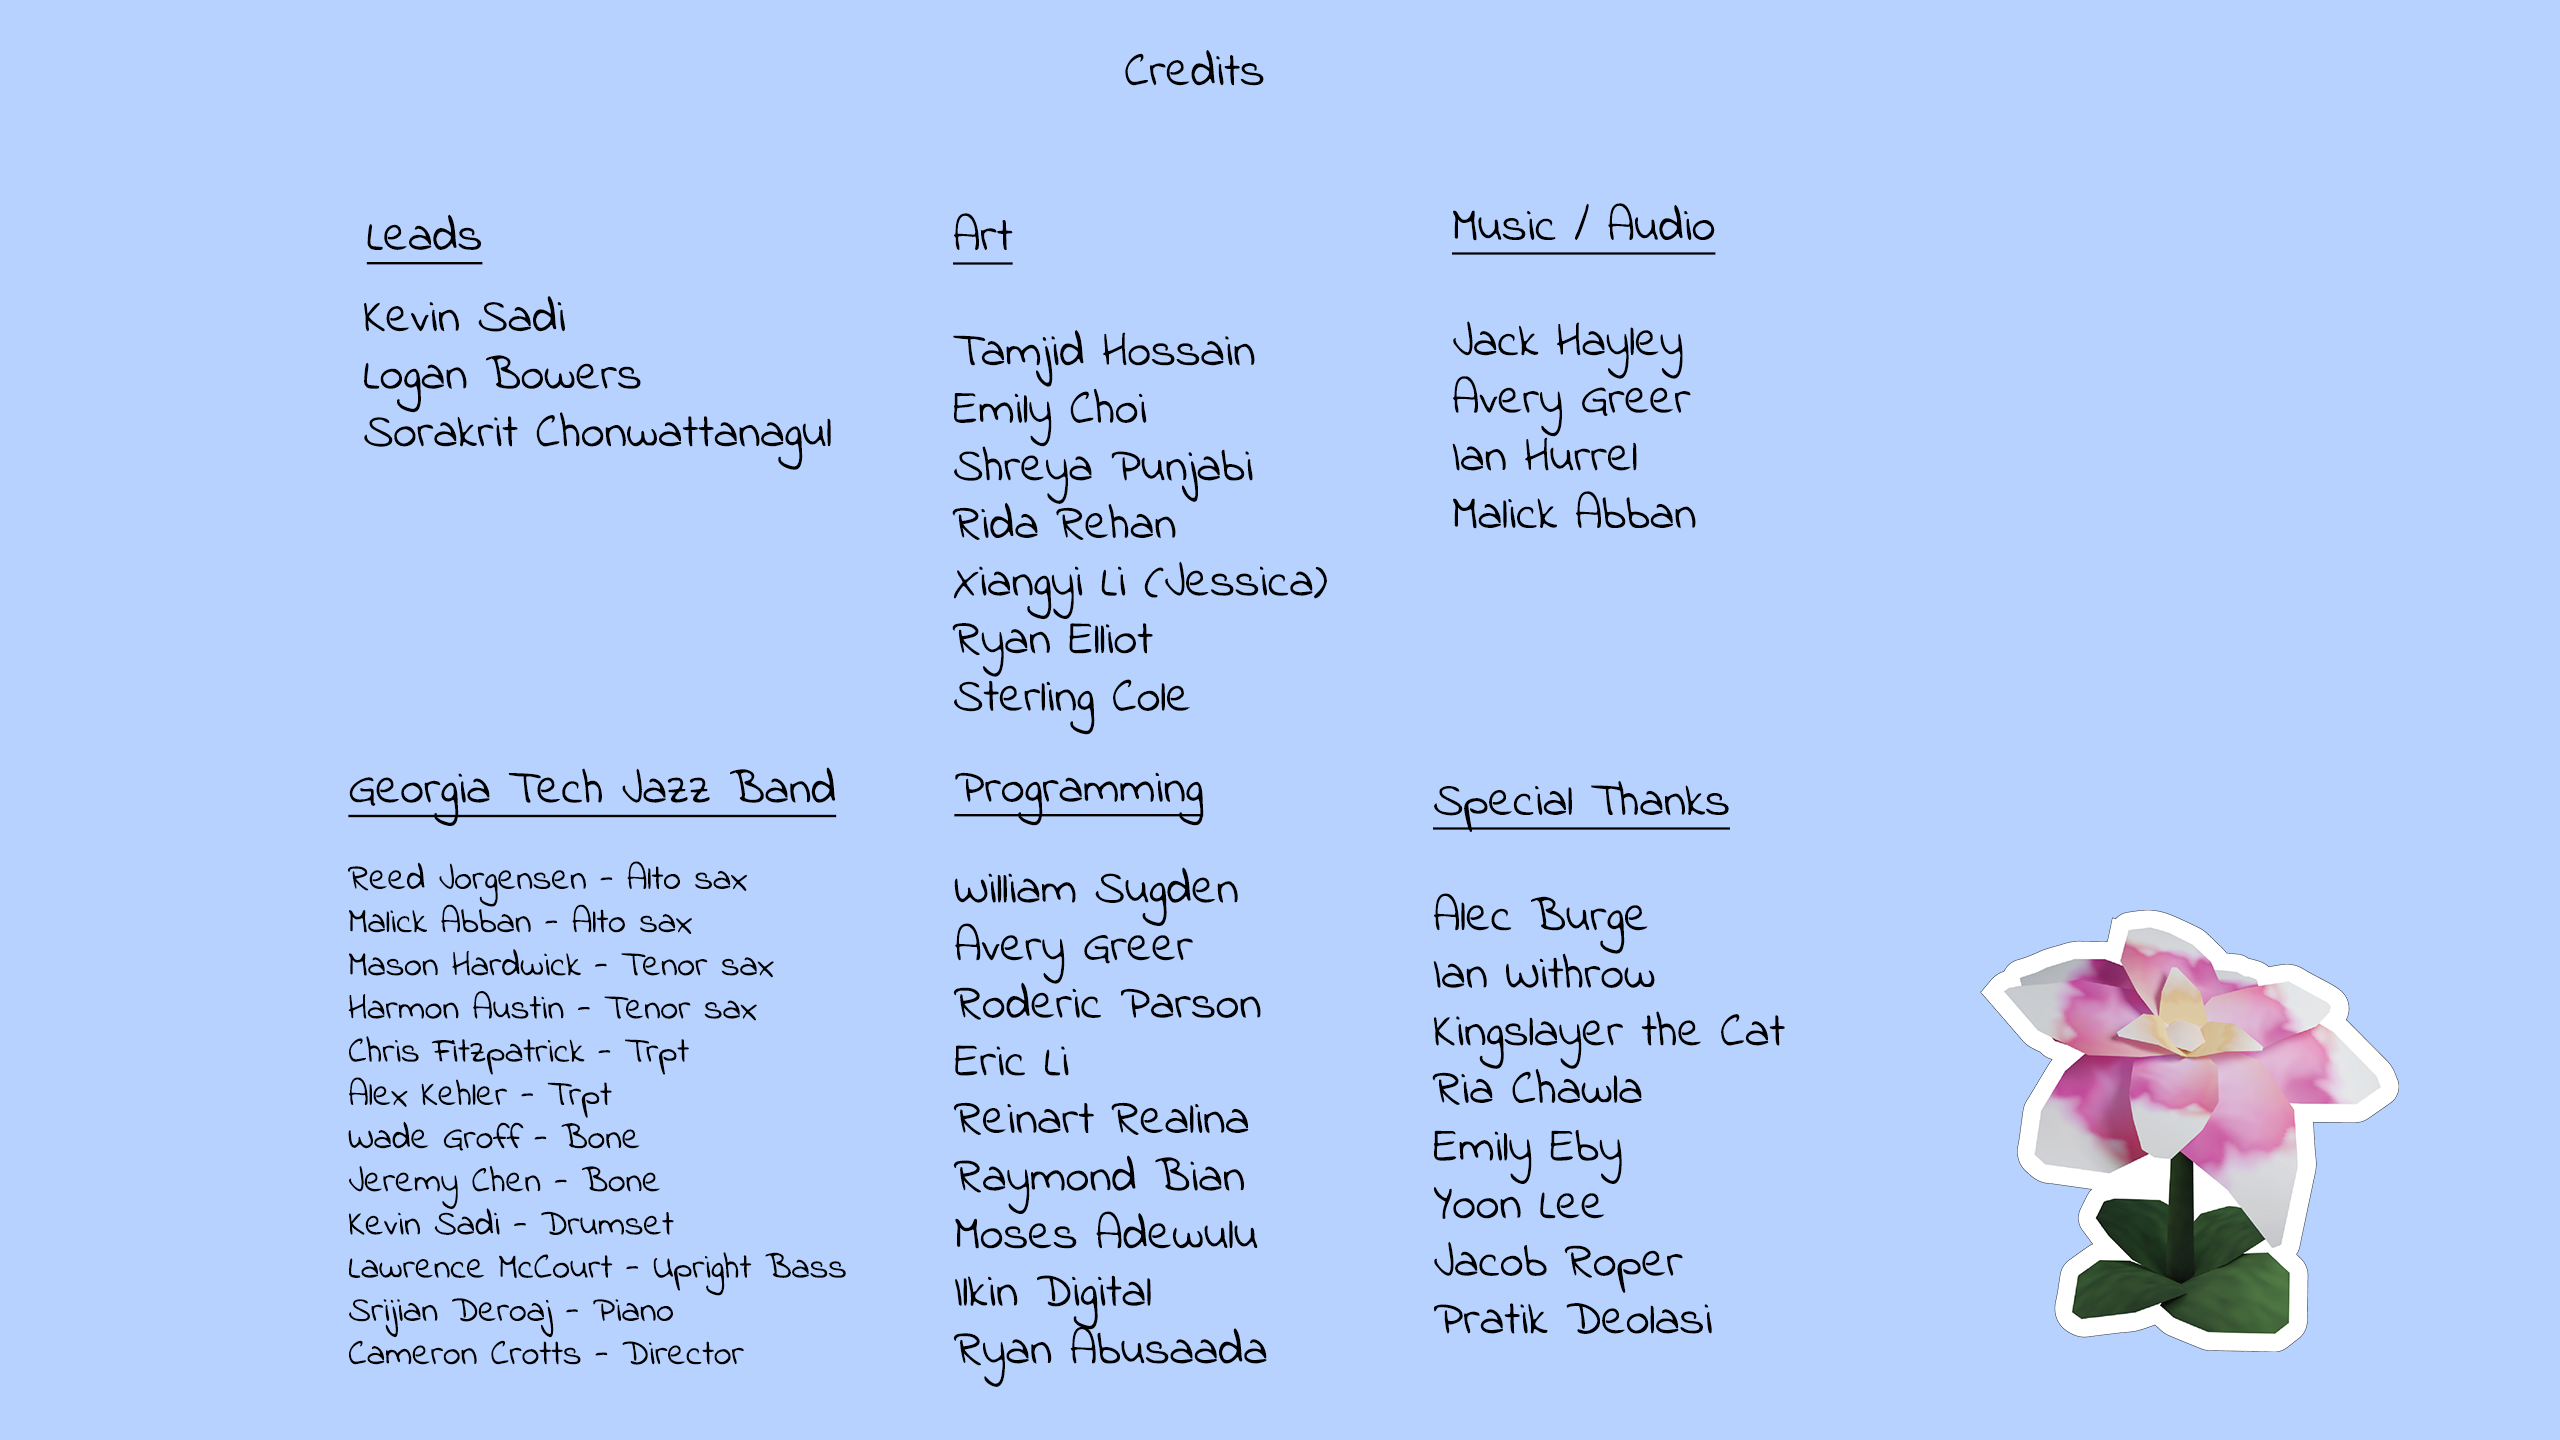 Credits
Leads
Kevin Sadi
Logan Bowers
Sorakrit Chonwattanagul
Art
Tamjid Hossain
Emily Choi
Shreya Punjabi
Rida Rehan
Xiangyi Li (Jessica)
Ryan Elliot
Sterling Cole
Music / Audio
Jack Hayley
Avery Greer
Ian Hurrel
Malick Abban
Georgia Tech Jazz Band
Reed Jorgensen - Alto sax
Malick Abban - Alto sax
Mason Hardwick - Tenor sax
Harmon Austin - Tenor sax
Chris Fitzpatrick - Trpt
Alex Kehler - Trpt
Wade Groff - Bone
Jeremy Chen - Bone
Kevin Sadi - Drumset
Lawrence McCourt - Upright Bass
Srijian Deroaj - Piano
Cameron Crotts - Director
Programming
William Sugden
Avery Greer
Roderic Parson
Eric Li
Reinart Realina
Raymond Bian
Moses Adewulu
Ilkin Digital
Ryan Abusaada
Special Thanks
Alec Burge
Ian Withrow
Kingslayer the Cat
Ria Chawla
Emily Eby
Yoon Lee
Jacob Roper
Pratik Deolasi